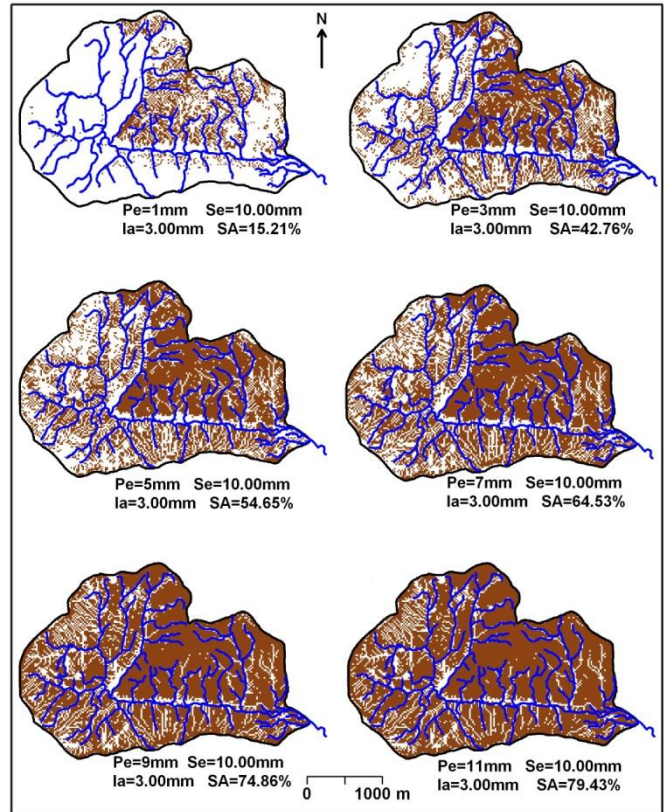 N
Pe=1mm Se=10.00mm
Ia=3.00mm SA=15.21%
Pe=3mm Se=10.00mm
Ia=3.00mm SA=42.76%
Pe=5mm Se=10.00mm
Ia=3.00mm SA=54.65%
Pe=7mm Se=10.00mm
Ia=3.00mm SA=64.53%
Pe=9mm Se=10.00mm
Ia=3.00mm SA=74.86%
Pe=11mm Se=10.00mm
Ia=3.00mm SA=79.43%
0 1000 m